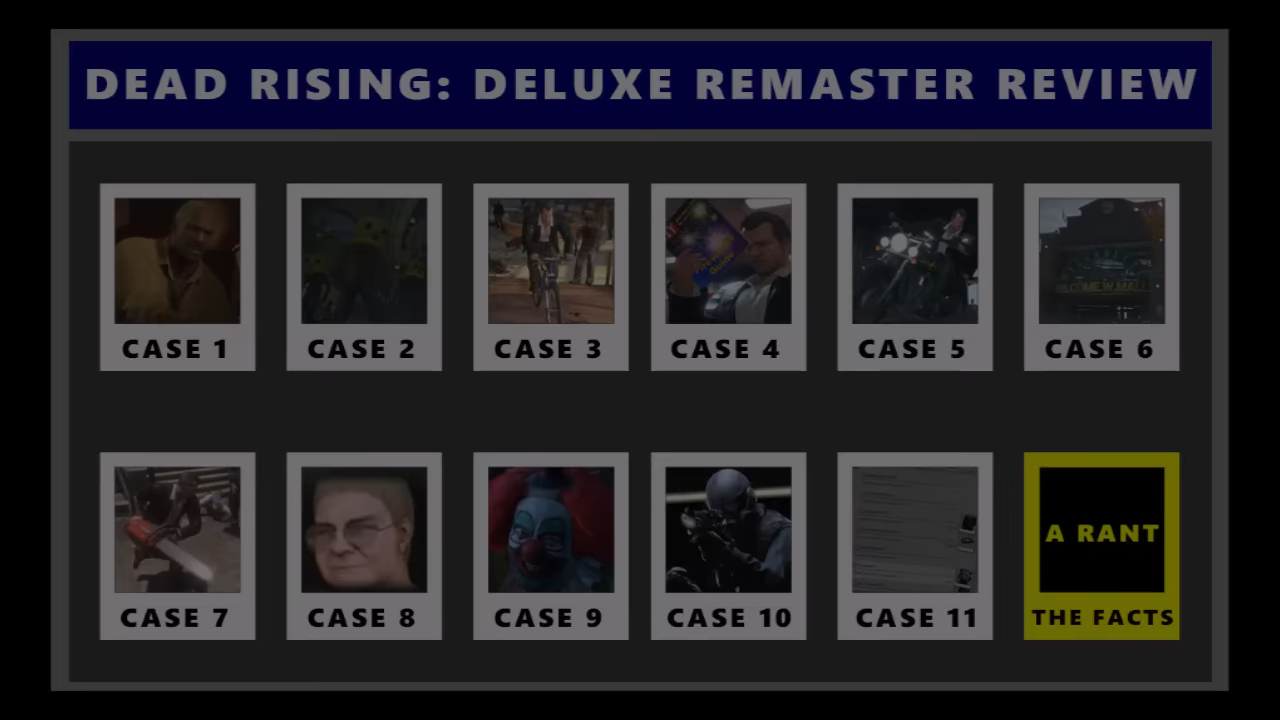 DEAD RISING: DELUXE REMASTER REVIEW
CASE 1 CASE 2 CASE 3 CASE 4 CASE 5 CASE 6
A RANT
CASE 7 CASE 8 CASE 9 CASE 10 CASE 11 THE FACTS